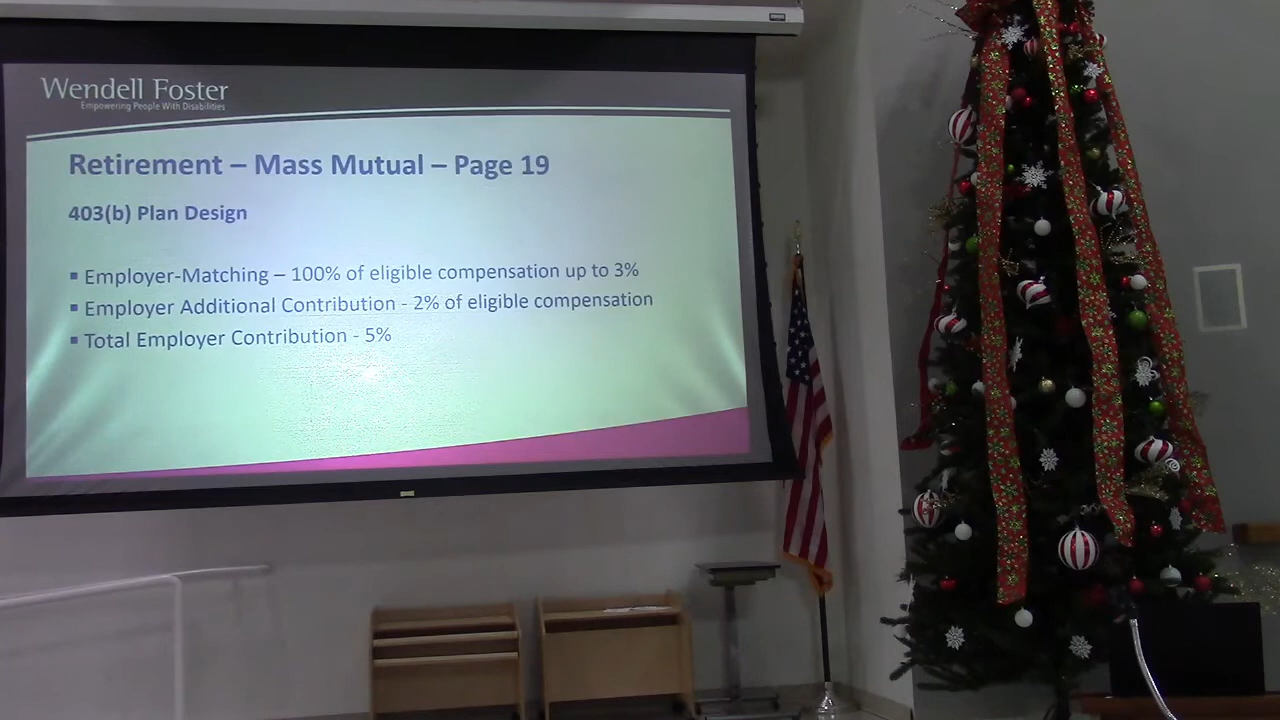 Wendell Foster
Empowering People With Disabilities
Retirement – Mass Mutual – Page 19
403(b) Plan Design
▪ Employer-Matching – 100% of eligible compensation up to 3%
▪ Employer Additional Contribution - 2% of eligible compensation
▪ Total Employer Contribution - 5%